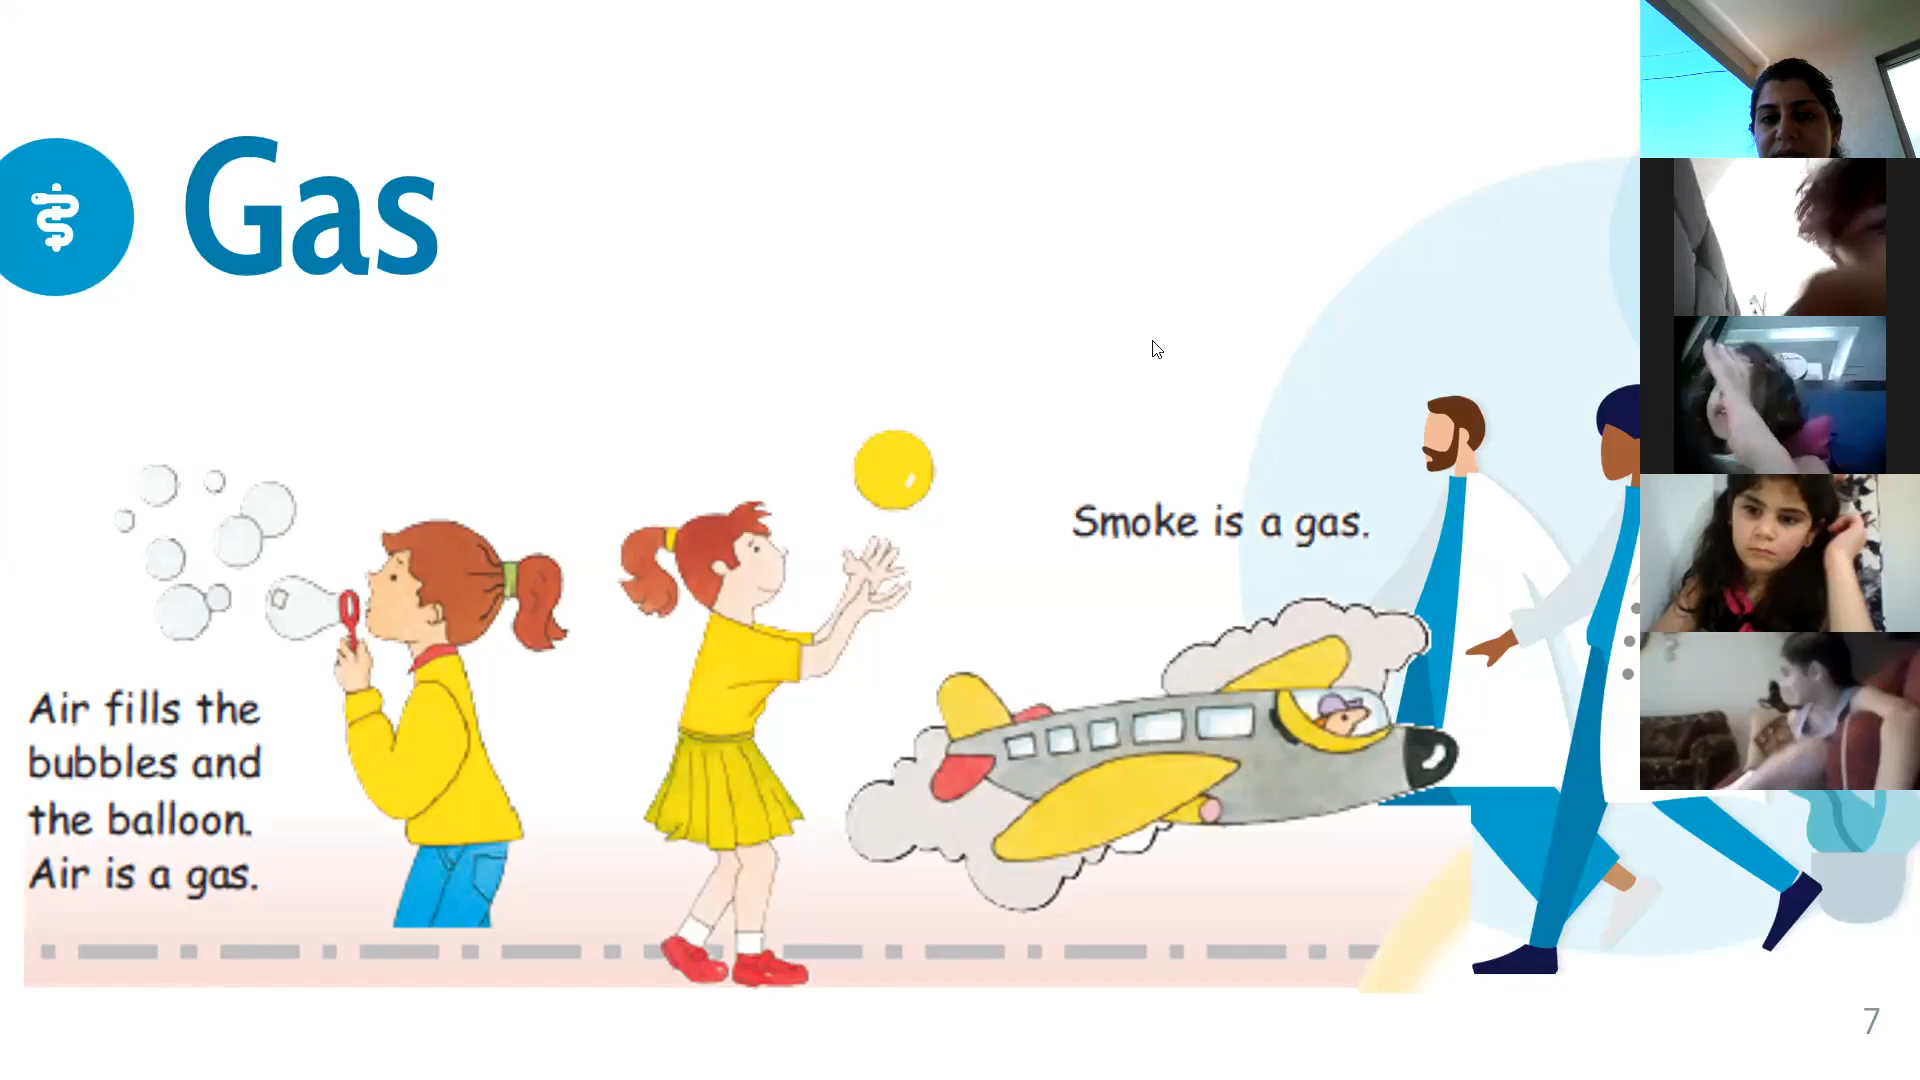 Gas
Smoke is a gas.
Air fills the
bubbles and
the balloon.
Air is a gas.
7